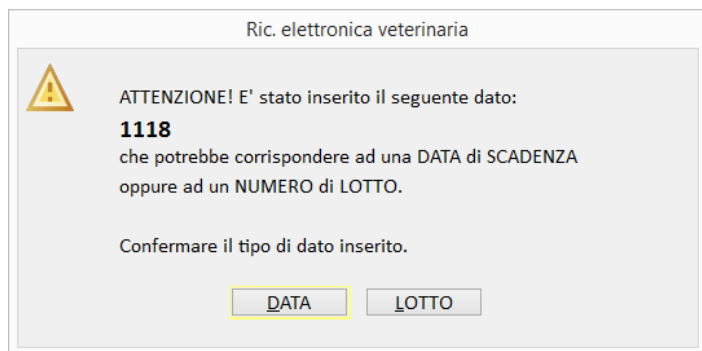 Ric. elettronica veterinaria
ATTENZIONE! E' stato inserito il seguente dato:
1118
che potrebbe corrispondere ad una DATA di SCADENZA
oppure ad un NUMERO di LOTTO.
Confermare il tipo di dato inserito.
DATA LOTTO